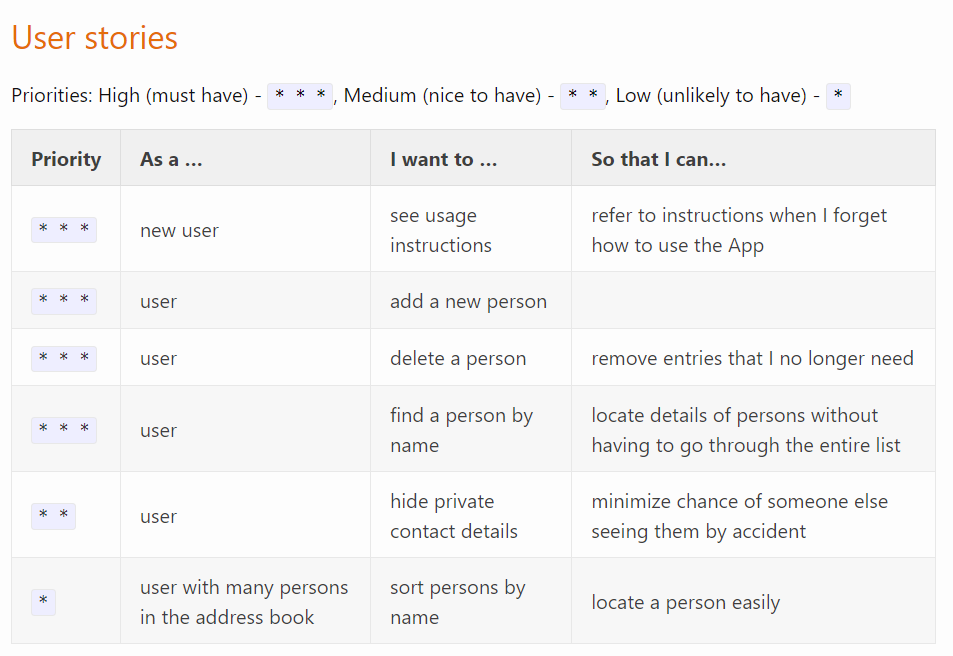 User stories
Priorities: High (must have) - * * *, Medium (nice to have) - * *, Low (unlikely to have) - *
Priority As a … I want to … So that I can…
* * * new user see usage instructions refer to instructions when I forget how to use the App
* * * user add a new person
* * * user delete a person remove entries that I no longer need
* * * user find a person by name locate details of persons without having to go through the entire list
* * user hide private contact details minimize chance of someone else seeing them by accident
* user with many persons in the address book sort persons by name locate a person easily